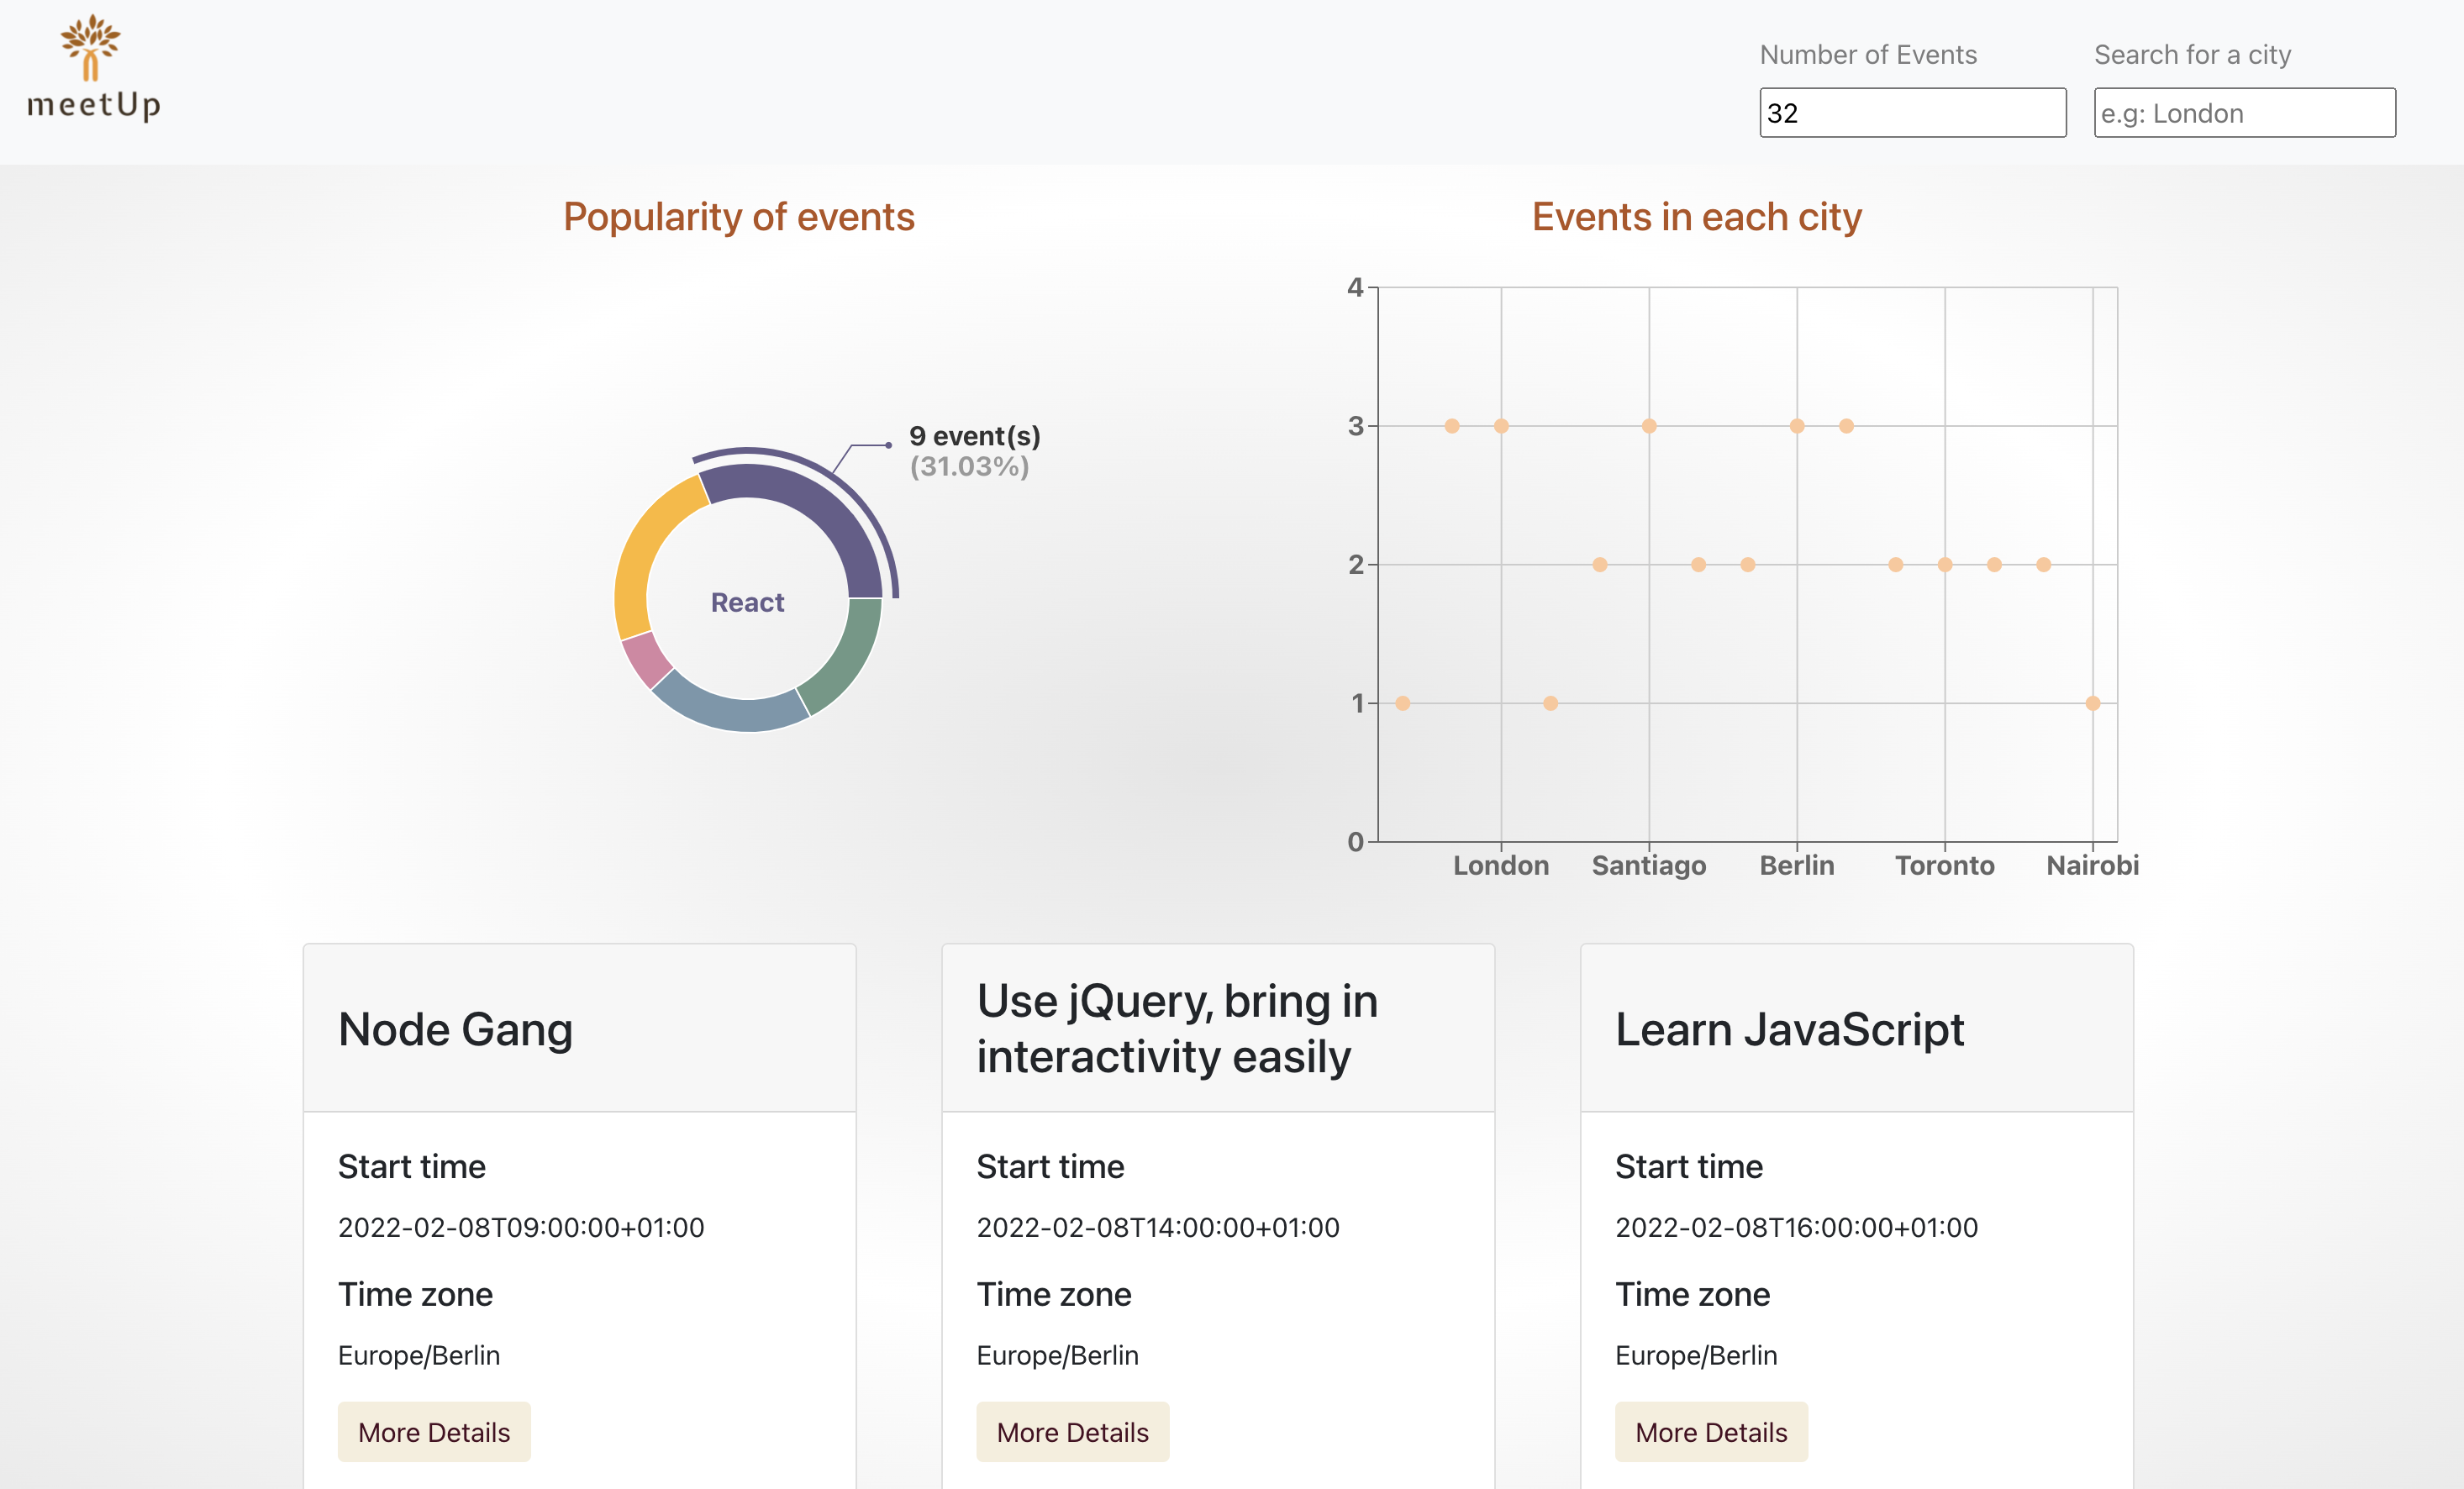 meetUp
Number of Events
Search for a city
32
e.g: London
Popularity of events
Events in each city
9 event(s)
(31.03%)
React
4
3
2
1
0
London Santiago Berlin Toronto Nairobi
Node Gang
Start time
2022-02-08T09:00:00+01:00
Time zone
Europe/Berlin
More Details
Use jQuery, bring in
interactivity easily
Start time
2022-02-08T14:00:00+01:00
Time zone
Europe/Berlin
More Details
Learn JavaScript
Start time
2022-02-08T16:00:00+01:00
Time zone
Europe/Berlin
More Details